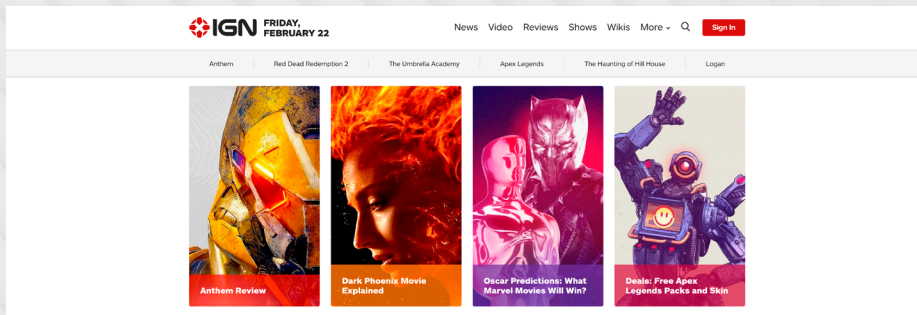 IGN
FRIDAY,
FEBRUARY 22
News Video Reviews Shows Wikis More Sign In
Anthem Red Dead Redemption 2 The Umbrella Academy Apex Legends The Haunting of Hill House Logan
Anthem Review
Dark Phoenix Movie
Explained
Oscar Predictions: What
Marvel Movies Will Win?
Deals: Free Apex
Legends Packs and Skin